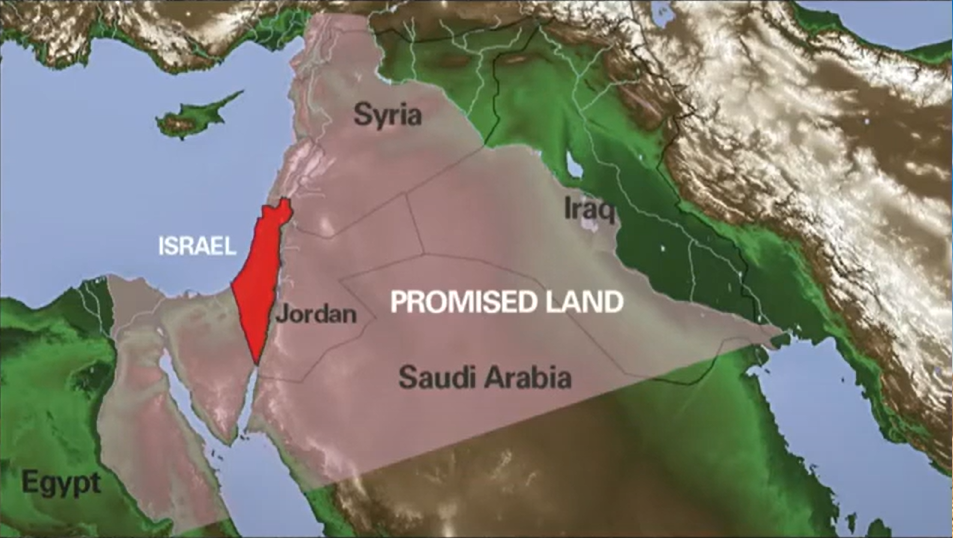 Syria
Iraq
ISRAEL
PROMISED LAND
Jordan
Saudi Arabia
Egypt